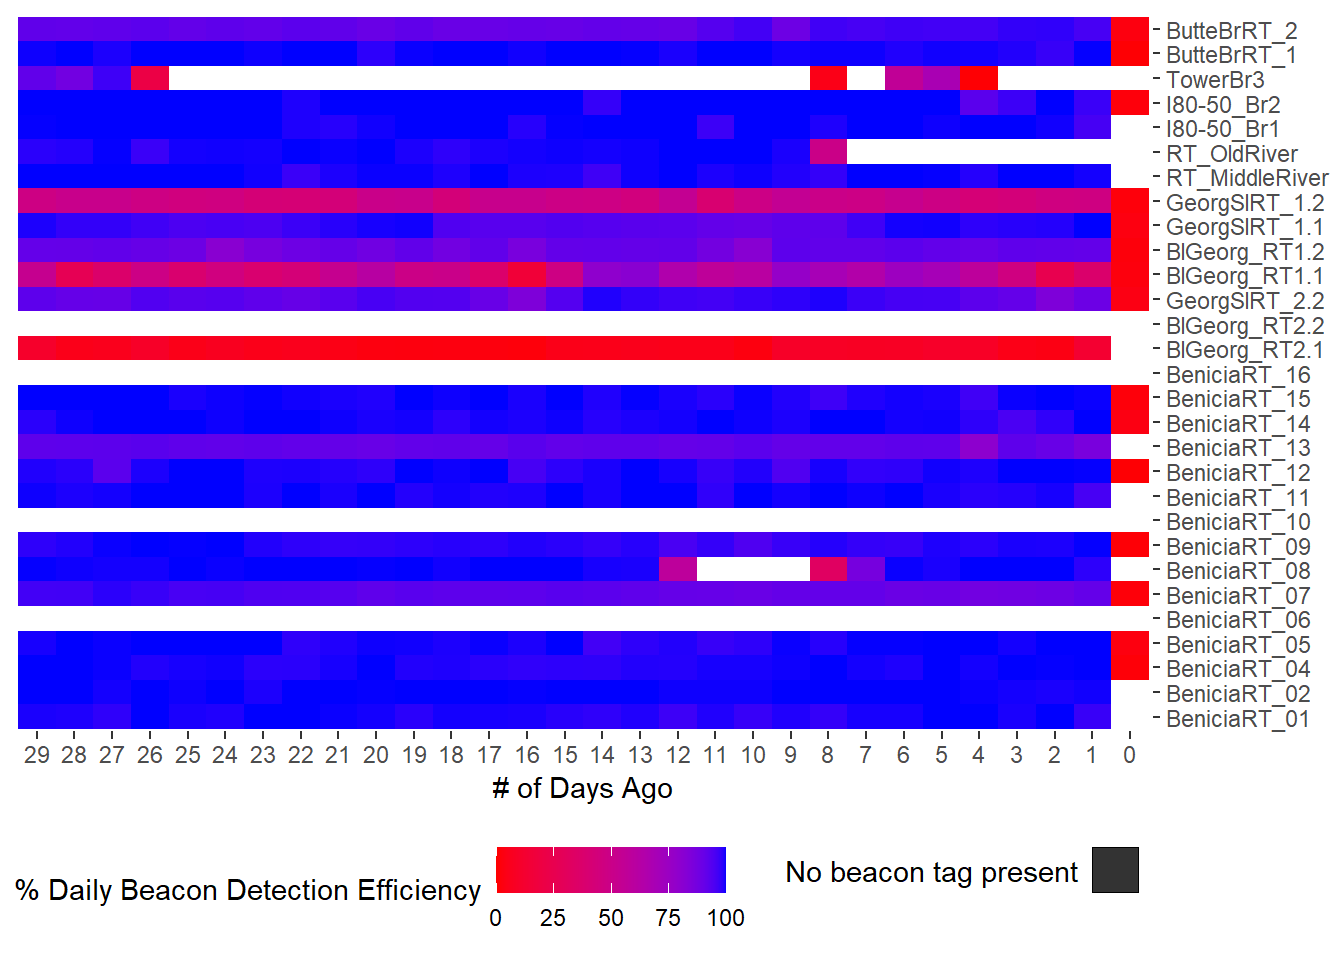 ButteBrRT_2
ButteBrRT_1
TowerBr3
I80-50_Br2
I80-50_Br1
RT_OldRiver
RT_MiddleRiver
GeorgSlRT_1.2
GeorgSlRT_1.1
BlGeorg_RT1.2
BlGeorg_RT1.1
GeorgSlRT_2.2
BlGeorg_RT2.2
BlGeorg_RT2.1
BeniciaRT_16
BeniciaRT_15
BeniciaRT_14
BeniciaRT_13
BeniciaRT_12
BeniciaRT_11
BeniciaRT_10
BeniciaRT_09
BeniciaRT_08
BeniciaRT_07
BeniciaRT_06
BeniciaRT_05
BeniciaRT_04
BeniciaRT_02
BeniciaRT_01
29 28 27 26 25 24 23 22 21 20 19 18 17 16 15 14 13 12 11 10 9 8 7 6 5 4 3 2 1 0
# of Days Ago
% Daily Beacon Detection Efficiency
0 25 50 75 100
No beacon tag present